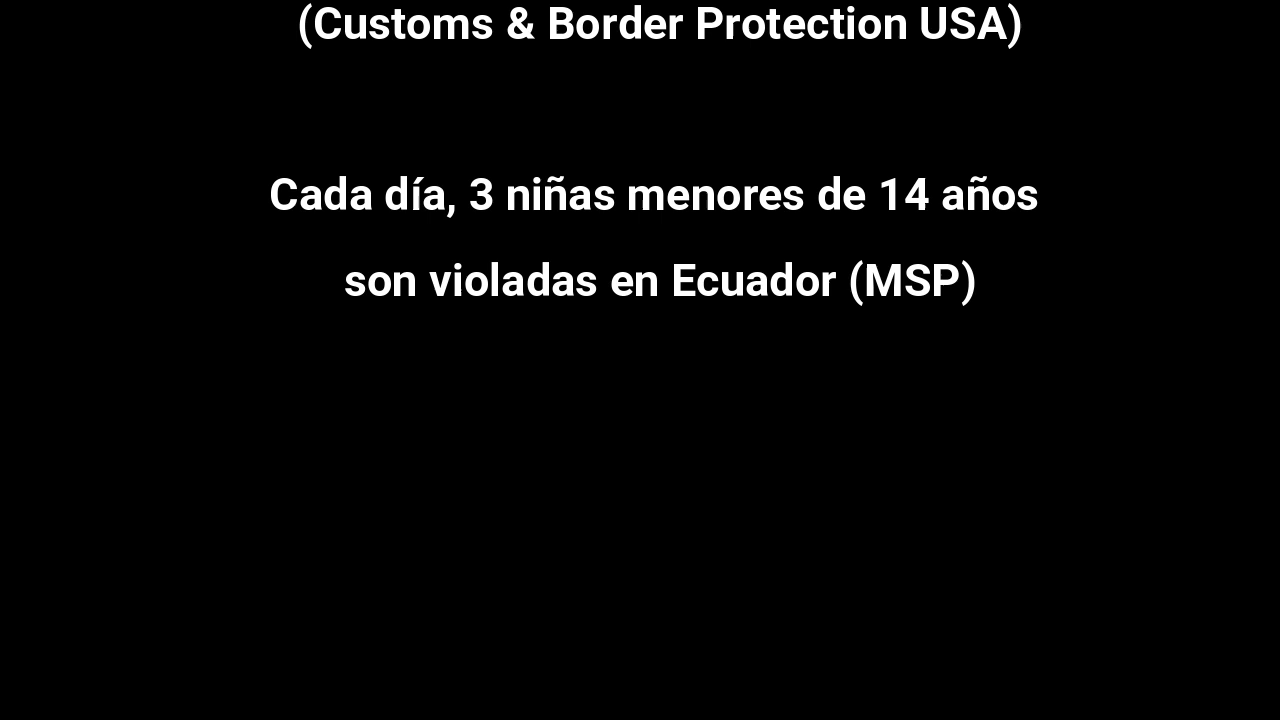 (Customs & Border Protection USA)
Cada día, 3 niñas menores de 14 años
son violadas en Ecuador (MSP)